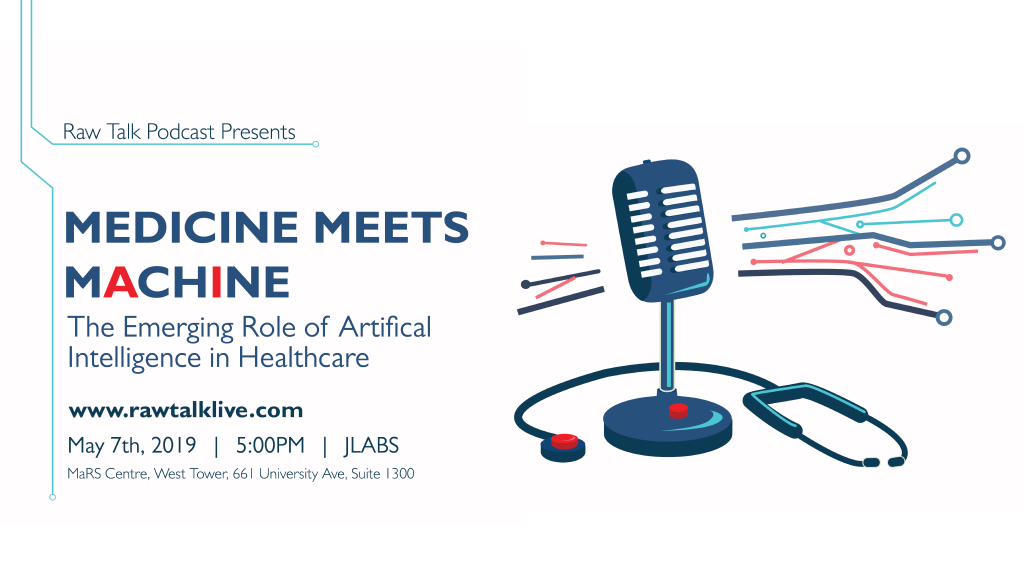 Raw Talk Podcast Presents
MEDICINE MEETS
MACHINE
The Emerging Role of Artifical
Intelligence in Healthcare
www.rawtalklive.com
May 7th, 2019 | 5:00PM | JLABS
MaRS Centre, West Tower, 661 University Ave, Suite 1300